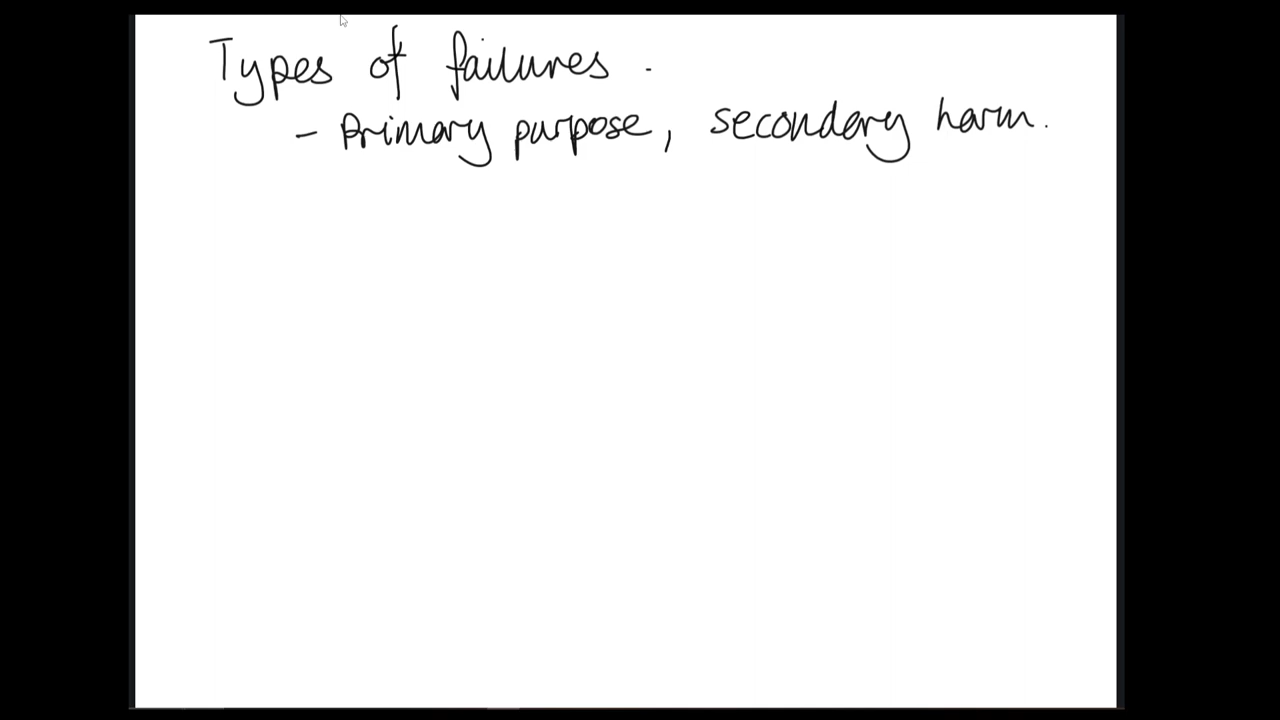 Types of failures.
- Primary purpose, secondary harm.